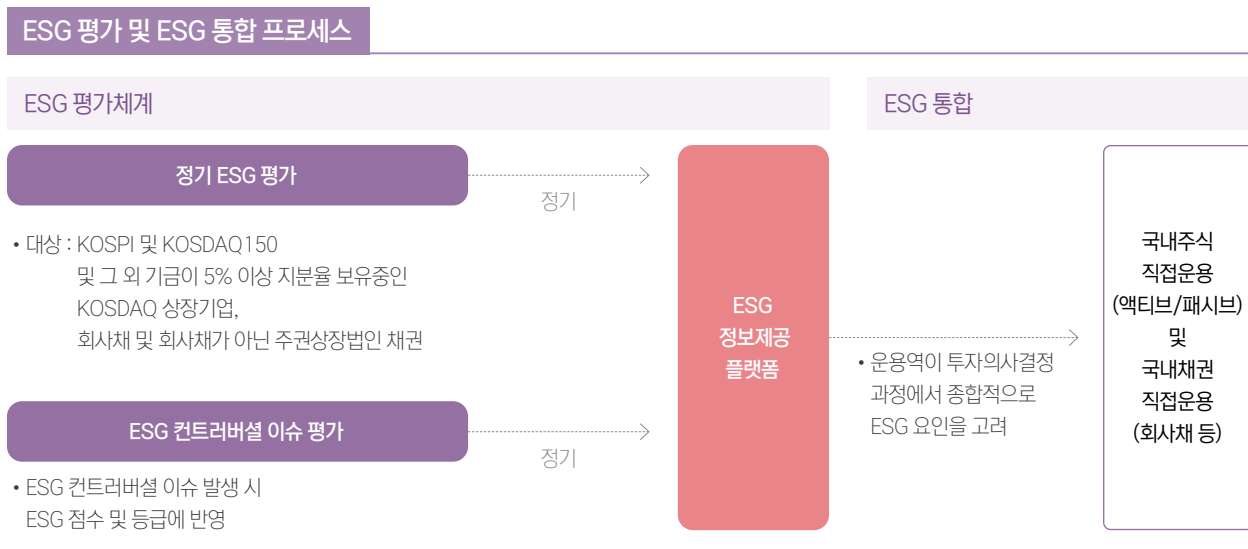 ESG 평가 및 ESG 통합 프로세스
ESG 평가체계
ESG 통합
정기 ESG 평가
정기
• 대상 : KOSPI 및 KOSDAQ150
및 그 외 기금이 5% 이상 지분율 보유중인
KOSDAQ 상장기업,
회사채 및 회사채가 아닌 주권상장법인 채권
ESG 컨트러버셜 이슈 평가
정기
• ESG 컨트러버셜 이슈 발생 시
ESG 점수 및 등급에 반영
ESG
정보제공
플랫폼
• 운용역이 투자의사결정
과정에서 종합적으로
ESG 요인을 고려
국내주식
직접운용
(액티브/패시브)
및
국내채권
직접운용
(회사채 등)